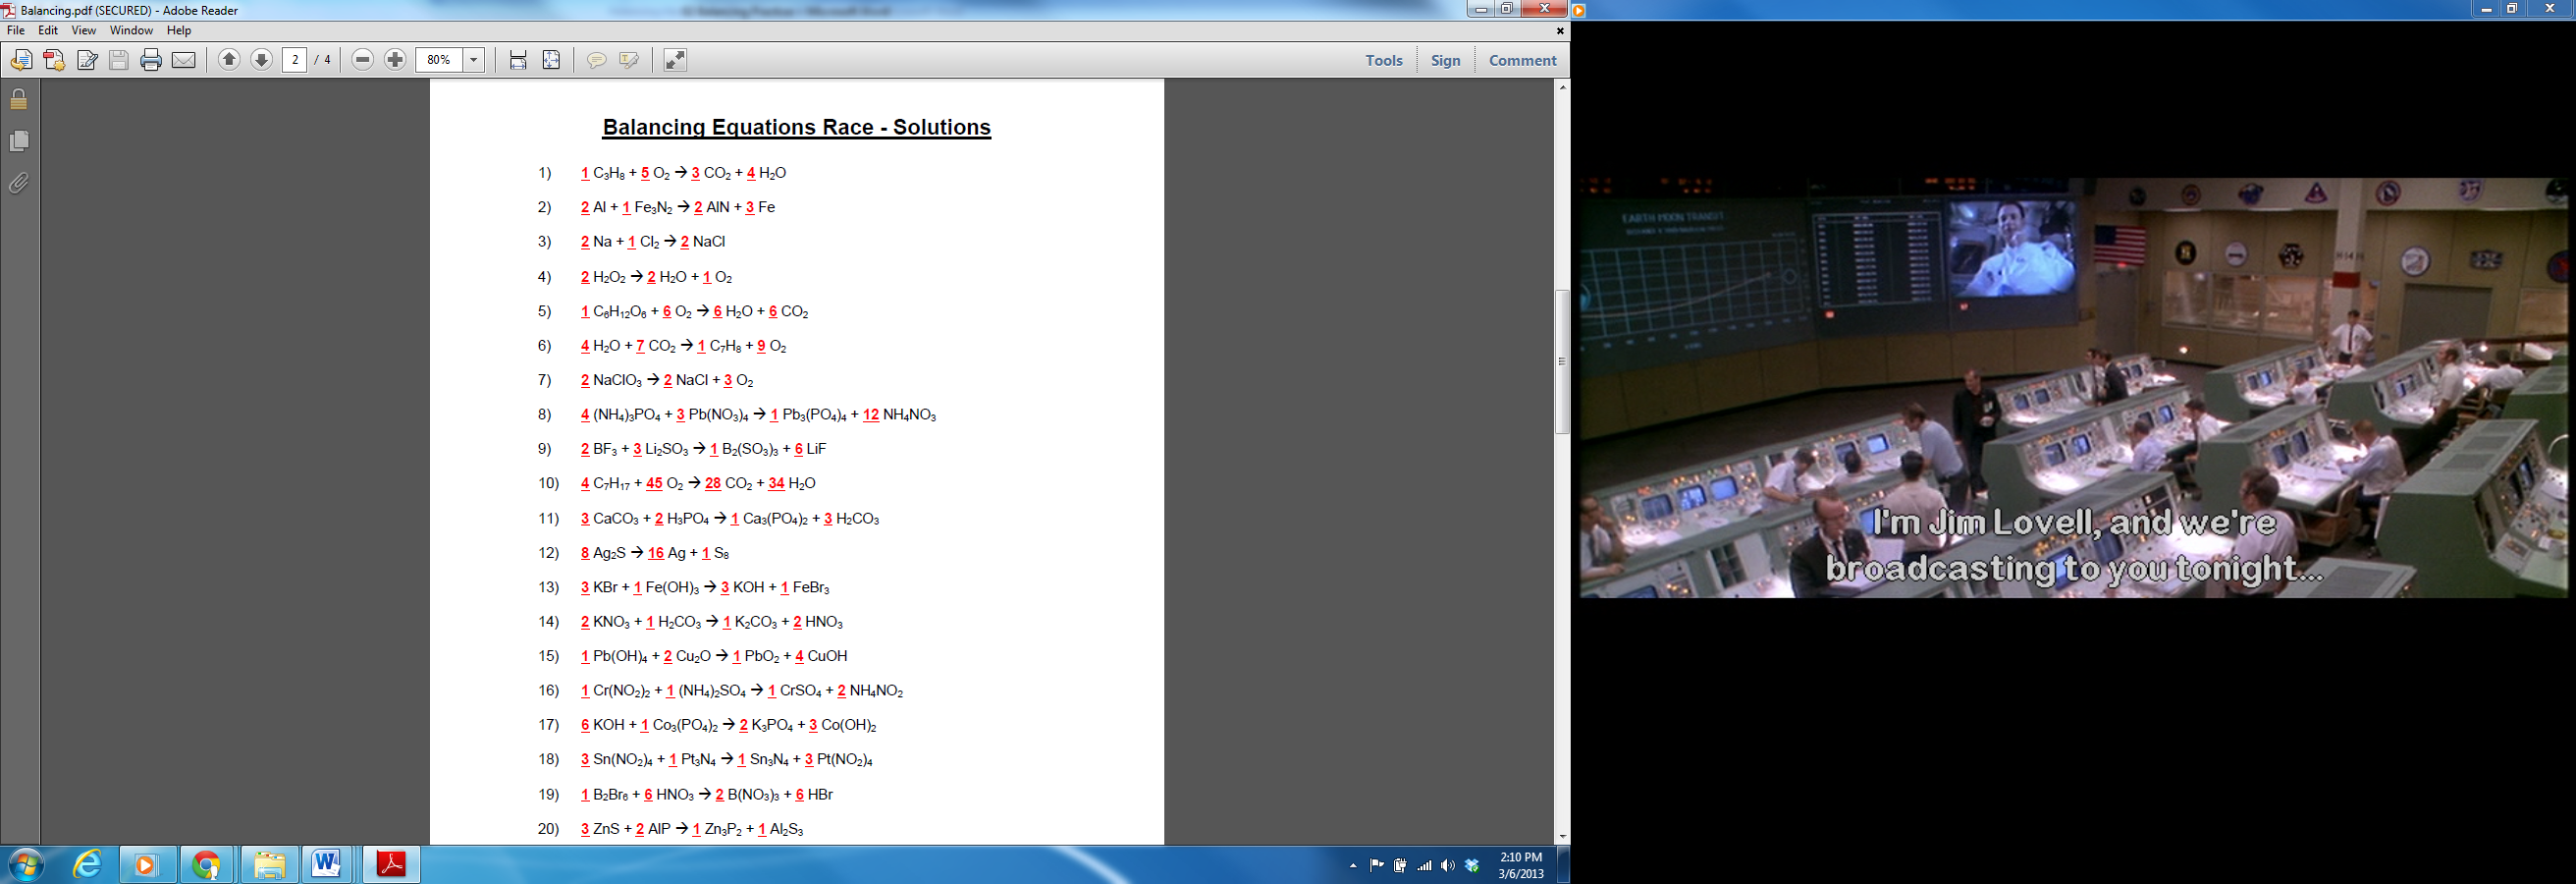 Balancing.pdf (SECURED) - Adobe Reader
File Edit View Window Help
2 / 4 80% Tools Sign Comment
Balancing Equations Race - Solutions
1) 1 C₃H₈ + 5 O₂ → 3 CO₂ + 4 H₂O
2) 2 Al + 1 Fe₃N₂ → 2 AlN + 3 Fe
3) 2 Na + 1 Cl₂ → 2 NaCl
4) 2 H₂O₂ → 2 H₂O + 1 O₂
5) 1 C₆H₁₂O₆ + 6 O₂ → 6 H₂O + 6 CO₂
6) 4 H₂O + 7 CO₂ → 1 C₇H₈ + 9 O₂
7) 2 NaClO₃ → 2 NaCl + 3 O₂
8) 4 (NH₄)₃PO₄ + 3 Pb(NO₃)₄ → 1 Pb₃(PO₄)₄ + 12 NH₄NO₃
9) 2 BF₃ + 3 Li₂SO₃ → 1 B₂(SO₃)₃ + 6 LiF
10) 4 C₇H₁₇ + 45 O₂ → 28 CO₂ + 34 H₂O
11) 3 CaCO₃ + 2 H₃PO₄ → 1 Ca₃(PO₄)₂ + 3 H₂CO₃
12) 8 Ag₂S → 16 Ag + 1 S₈
13) 3 KBr + 1 Fe(OH)₃ → 3 KOH + 1 FeBr₃
14) 2 KNO₃ + 1 H₂CO₃ → 1 K₂CO₃ + 2 HNO₃
15) 1 Pb(OH)₄ + 2 Cu₂O → 1 PbO₂ + 4 CuOH
16) 1 Cr(NO₂)₂ + 1 (NH₄)₂SO₄ → 1 CrSO₄ + 2 NH₄NO₂
17) 6 KOH + 1 Co₃(PO₄)₂ → 2 K₃PO₄ + 3 Co(OH)₂
18) 3 Sn(NO₂)₄ + 1 Pt₃N₄ → 1 Sn₃N₄ + 3 Pt(NO₂)₄
19) 1 B₂Br₆ + 6 HNO₃ → 2 B(NO₃)₃ + 6 HBr
20) 3 ZnS + 2 AlP → 1 Zn₃P₂ + 1 Al₂S₃
EARTH MOON TRANSIT
I'm Jim Lovell, and we're
broadcasting to you tonight...
2:10 PM
3/6/2013